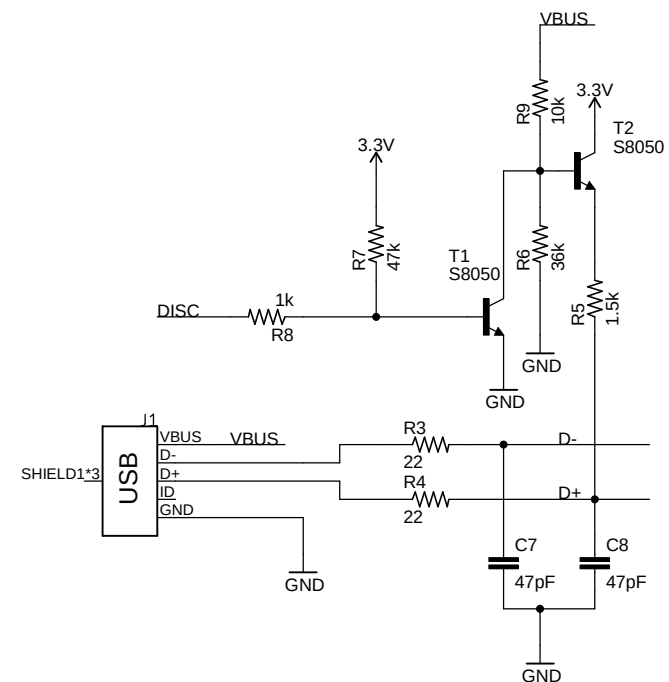 VBUS
3.3V
R9
10k
T2
S8050
3.3V
R7
47k
T1
S8050
R6
36k
R5
1.5k
DISC
1k
R8
GND
GND
J1
USB
SHIELD1*3
VBUS
VBUS
D-
D+
ID
GND
R3
22
R4
22
D-
D+
GND
C7
47pF
C8
47pF
GND